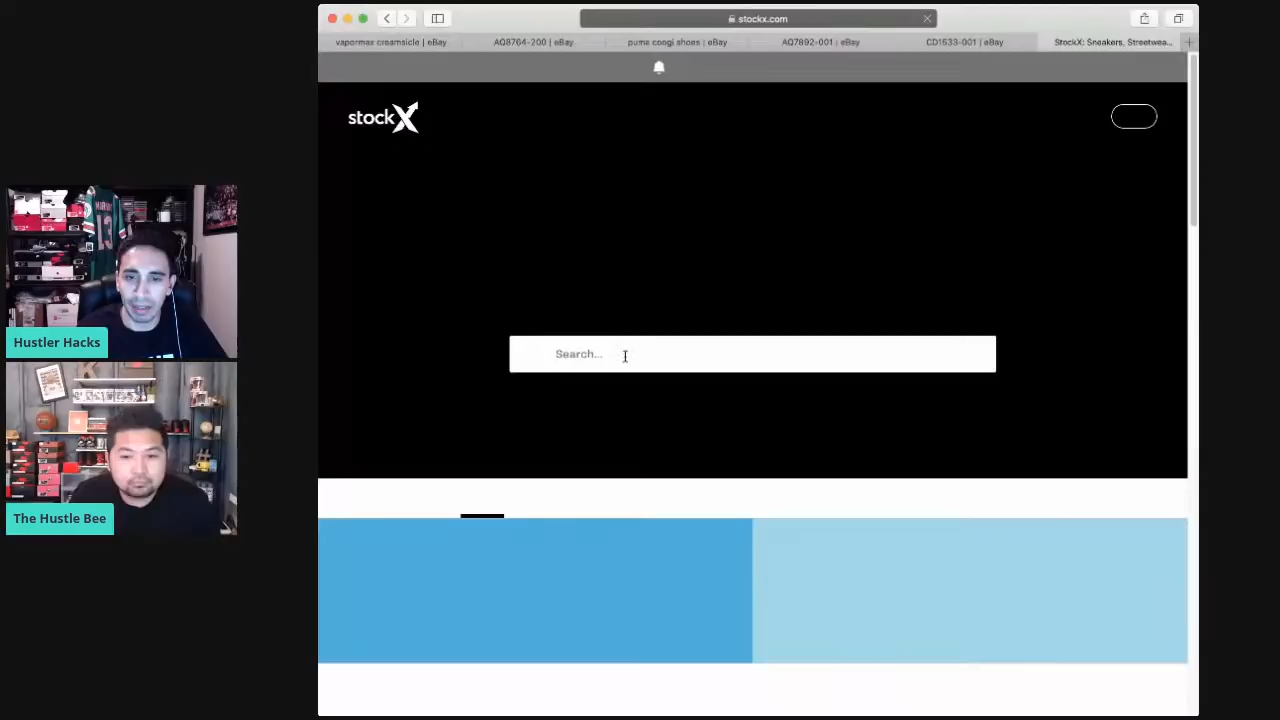 stockx.com
vapormax creamsicle | eBay
AQ8764-200 | eBay
puma coogi shoes | eBay
AQ7892-001 | eBay
CD1533-001 | eBay
StockX: Sneakers, Streetwea...
stockX
Search...
Hustler Hacks
The Hustle Bee